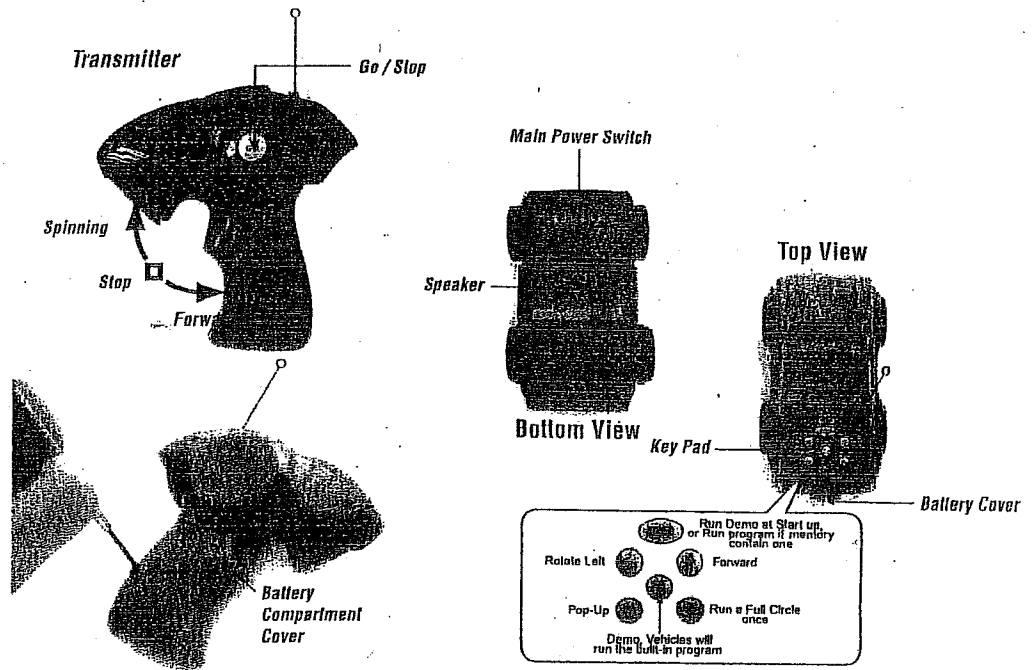 Transmitter
Go / Stop
Spinning
Stop
Main Power Switch
Speaker
Bottom View
Top View
Key Pad
Battery Cover
Battery
Compartment
Cover
Run Demo at Start up,
or Run program if memory
contain one
Rotate Left
Forward
Pop-Up
Run a Full Circle
once
Demo, Vehicles will
run the Built-in program